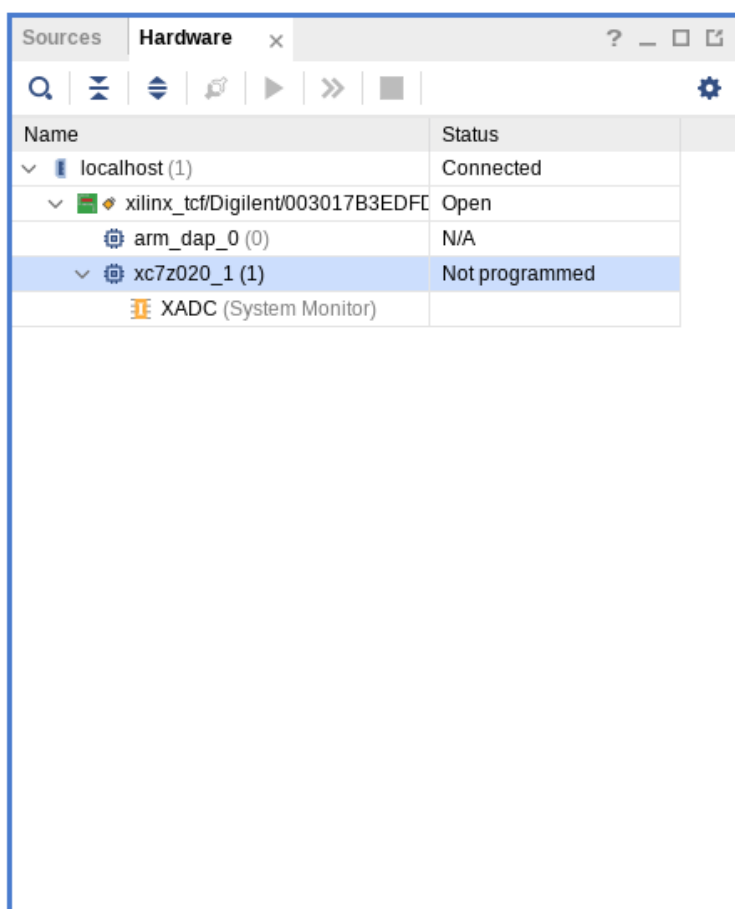 Sources Hardware
Name Status
localhost (1) Connected
xilinx_tcf/Digilent/003017B3EDFD Open
arm_dap_0 (0) N/A
xc7z020_1 (1) Not programmed
XADC (System Monitor)